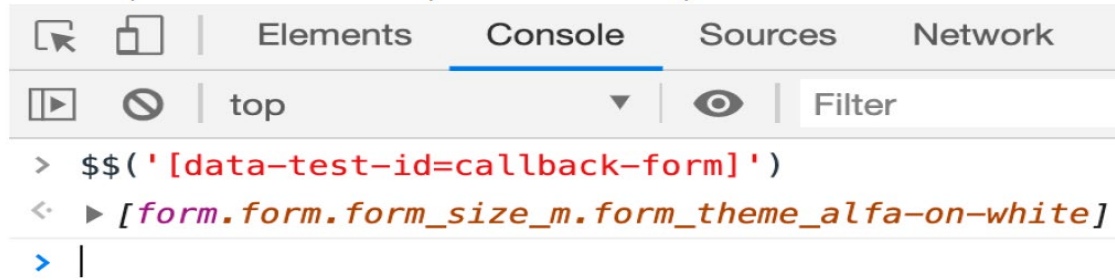 Elements Console Sources Network
top Filter
> $$('[data-test-id=callback-form]')
[form.form.form_size_m.form_theme_alfa-on-white]
>